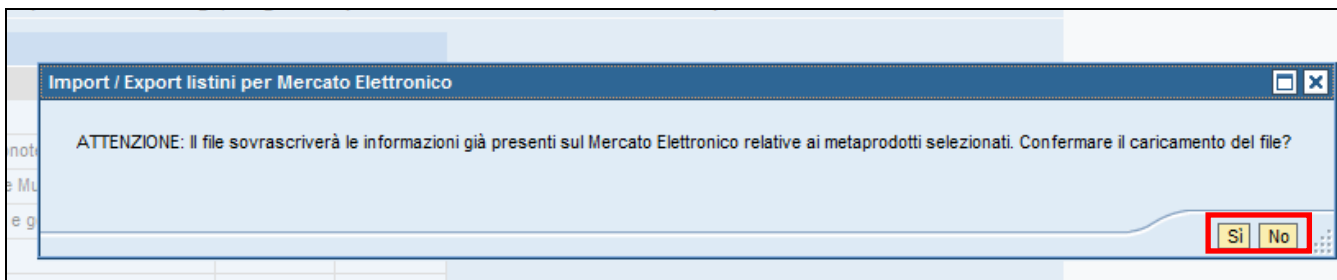 Import / Export listini per Mercato Elettronico
ATTENZIONE: Il file sovrascriverà le informazioni già presenti sul Mercato Elettronico relative ai metaprodotti selezionati. Confermare il caricamento del file?
e g
Sì No